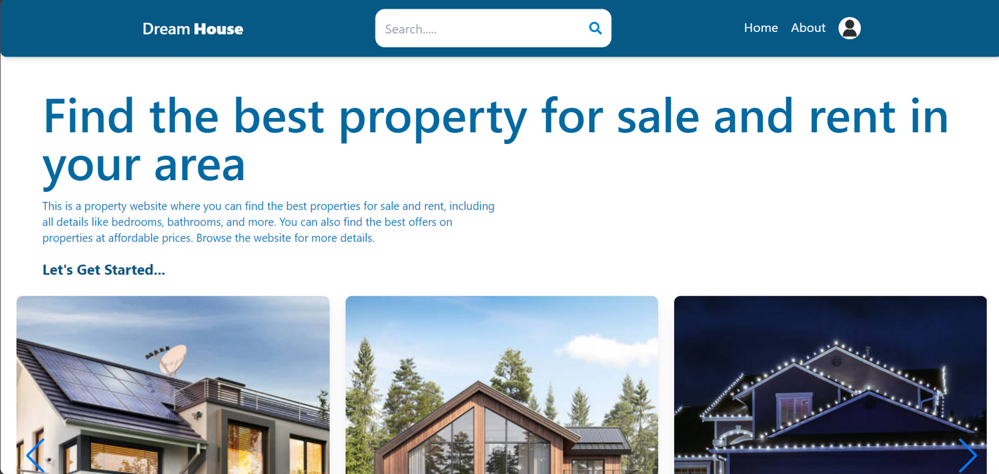 Dream House
Search.....
Home
About
Find the best property for sale and rent in
your area
This is a property website where you can find the best properties for sale and rent, including
all details like bedrooms, bathrooms, and more. You can also find the best offers on
properties at affordable prices. Browse the website for more details.
Let's Get Started...